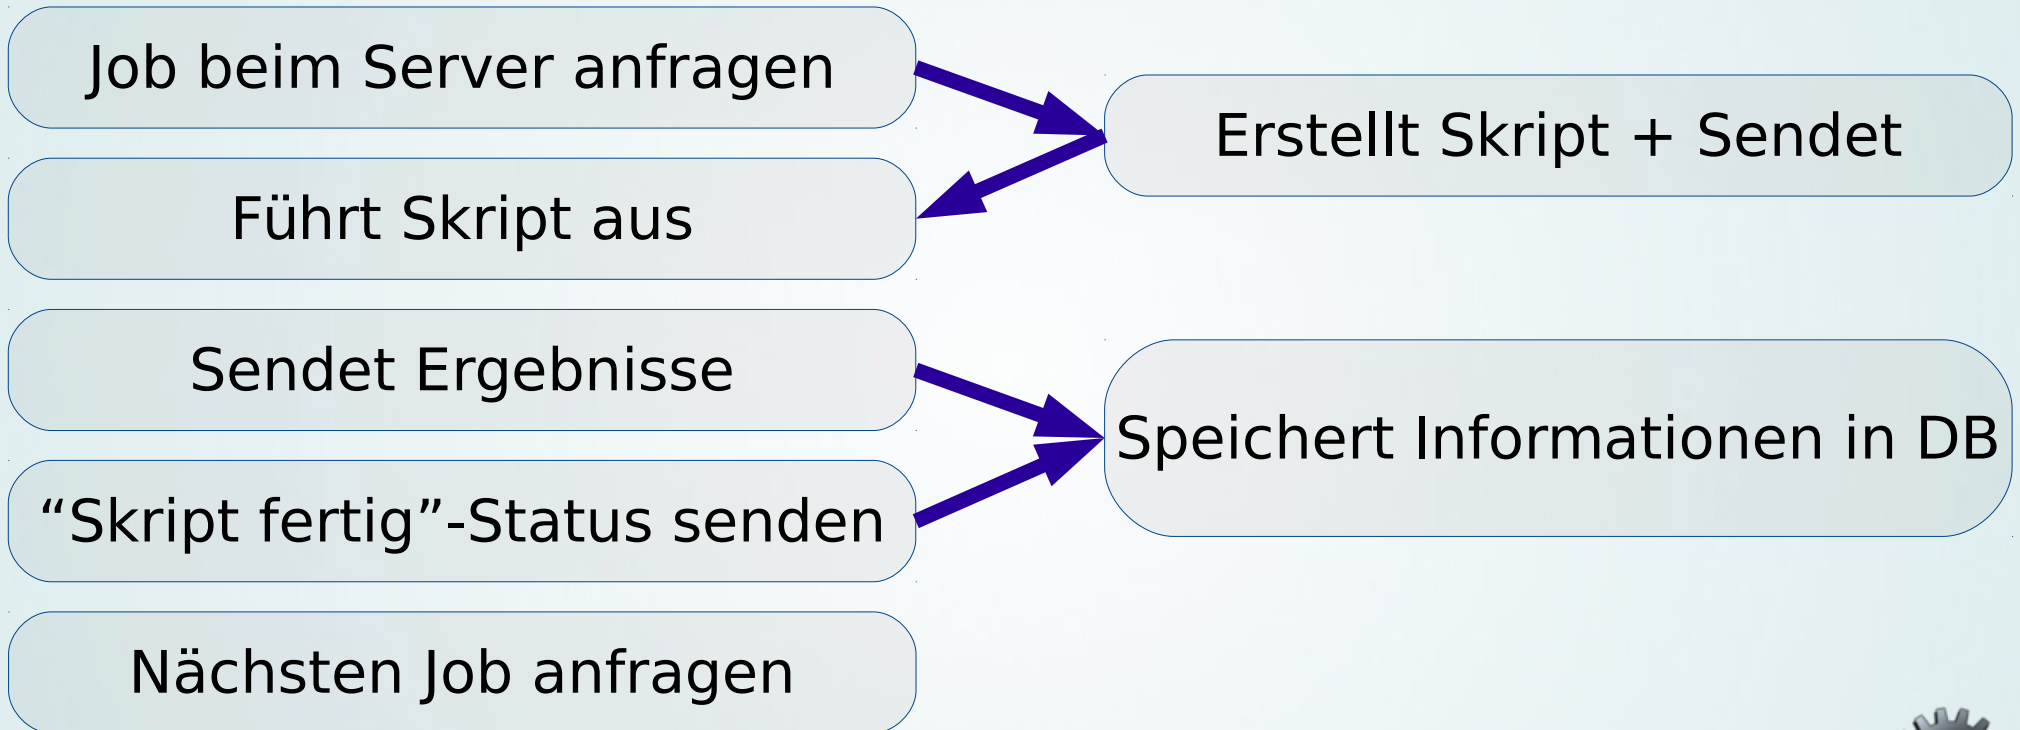 Job beim Server anfragen
Erstellt Skript + Sendet
Führt Skript aus
Sendet Ergebnisse
Speichert Informationen in DB
“Skript fertig”-Status senden
Nächsten Job anfragen